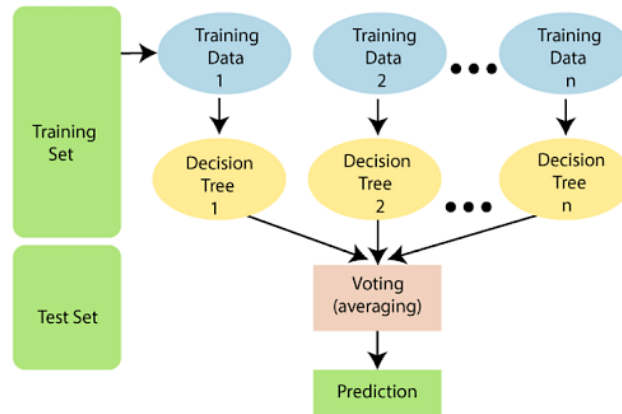 Training
Set
Training
Data
1
Training
Data
2
Training
Data
n
Decision
Tree
1
Decision
Tree
2
Decision
Tree
n
Test Set
Voting
(averaging)
Prediction